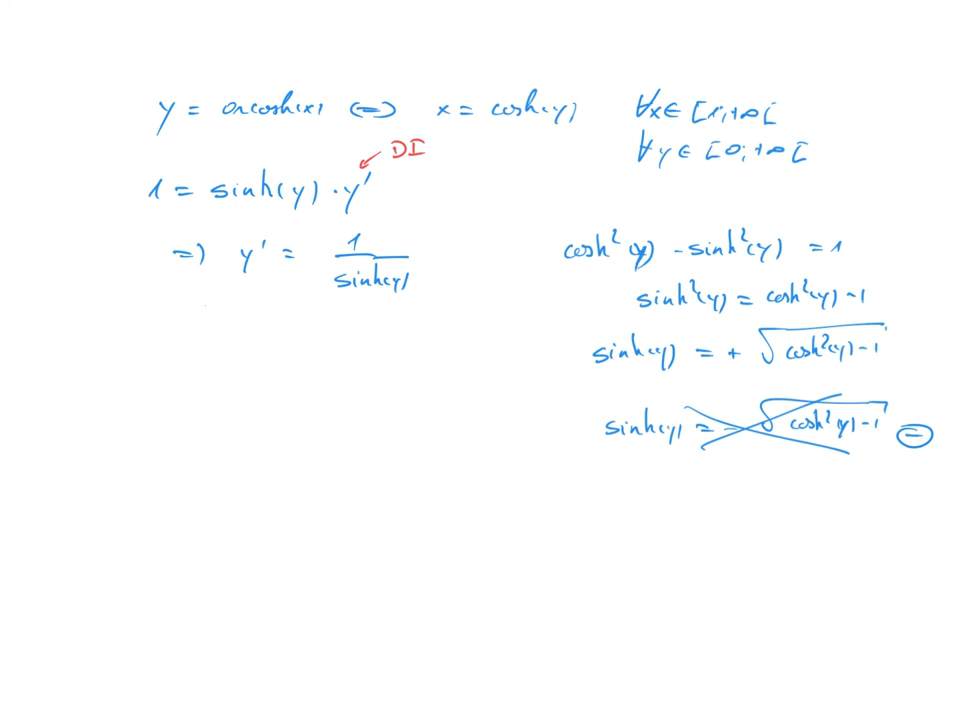 y = arcosh(x) <=> x = cosh(y) ∀x ∈ [1;+∞[
∀y ∈ [0;+∞[
DI
1 = sinh(y) · y'
=> y' = 1/sinh(y)
cosh²(y) - sinh²(y) = 1
sinh²(y) = cosh²(y) - 1
sinh(y) = + √(cosh²(y) - 1)
sinh(y) = - √(cosh²(y) - 1) ⊖